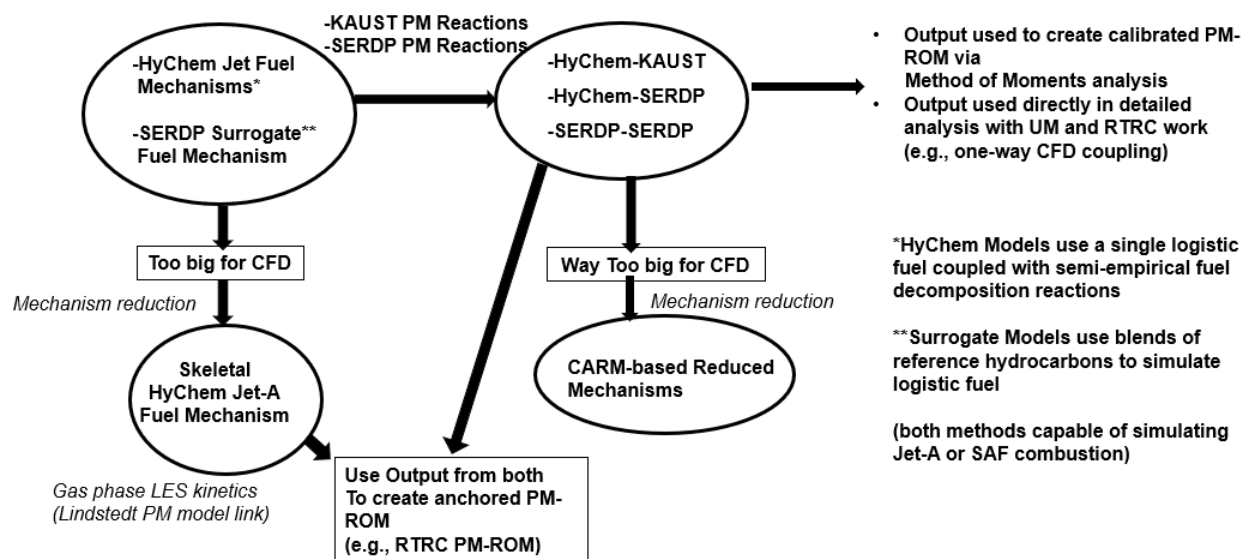 -KAUST PM Reactions
-SERDP PM Reactions
-HyChem Jet Fuel
Mechanisms*
-SERDP Surrogate**
Fuel Mechanism
-HyChem-KAUST
-HyChem-SERDP
-SERDP-SERDP
• Output used to create calibrated PM-
ROM via
Method of Moments analysis
• Output used directly in detailed
analysis with UM and RTRC work
(e.g., one-way CFD coupling)
Too big for CFD
Way Too big for CFD
Mechanism reduction
Mechanism reduction
Skeletal
HyChem Jet-A
Fuel Mechanism
CARM-based Reduced
Mechanisms
*HyChem Models use a single logistic
fuel coupled with semi-empirical fuel
decomposition reactions
**Surrogate Models use blends of
reference hydrocarbons to simulate
logistic fuel
(both methods capable of simulating
Jet-A or SAF combustion)
Gas phase LES kinetics
(Lindstedt PM model link)
Use Output from both
To create anchored PM-
ROM
(e.g., RTRC PM-ROM)